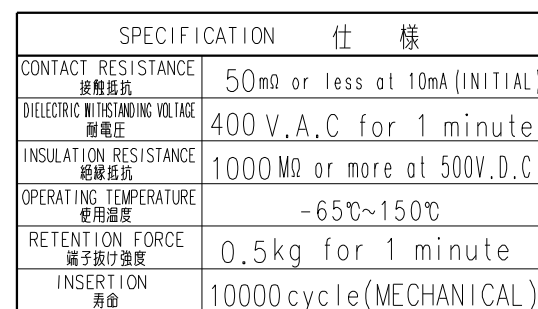 SPECIFICATION 仕 様
CONTACT RESISTANCE
接触抵抗
50mΩ or less at 10mA(INITIAL)
DIELECTRIC WITHSTANDING VOLTAGE
耐電圧
400 V.A.C for 1 minute
INSULATION RESISTANCE
絶縁抵抗
1000MΩ or more at 500V.D.C
OPERATING TEMPERATURE
使用温度
-65℃~150℃
RETENTION FORCE
端子抜け強度
0.5kg for 1 minute
INSERTION
寿命
10000cycle(MECHANICAL)